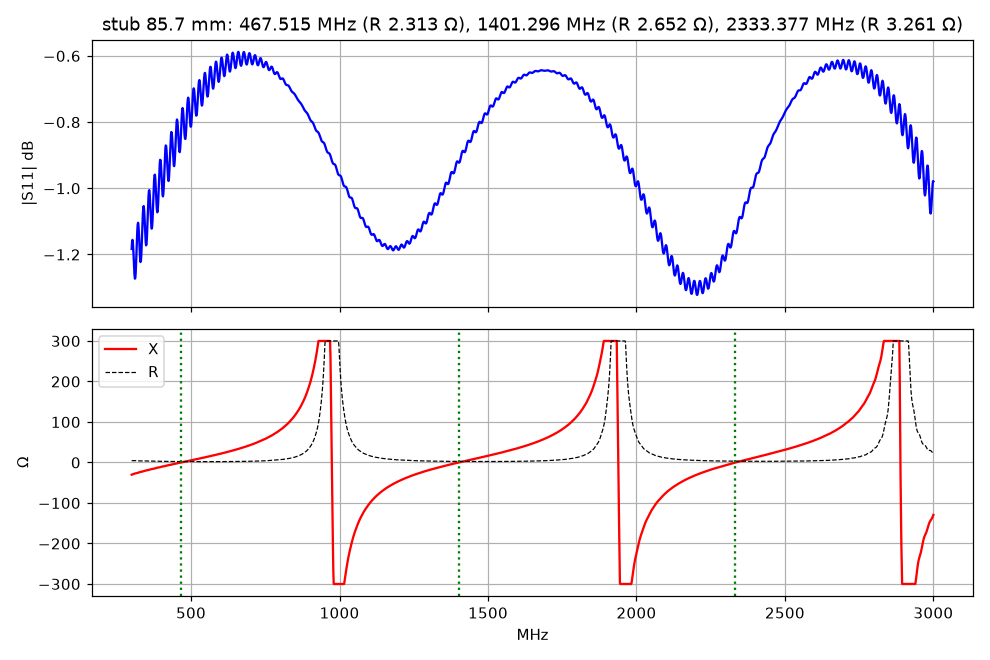 stub 85.7 mm: 467.515 MHz (R 2.313 Ω), 1401.296 MHz (R 2.652 Ω), 2333.377 MHz (R 3.261 Ω)
|S11| dB
−0.6
−0.8
−1.0
−1.2
Ω
300
200
100
0
−100
−200
−300
X
R
500
1000
1500
2000
2500
3000
MHz